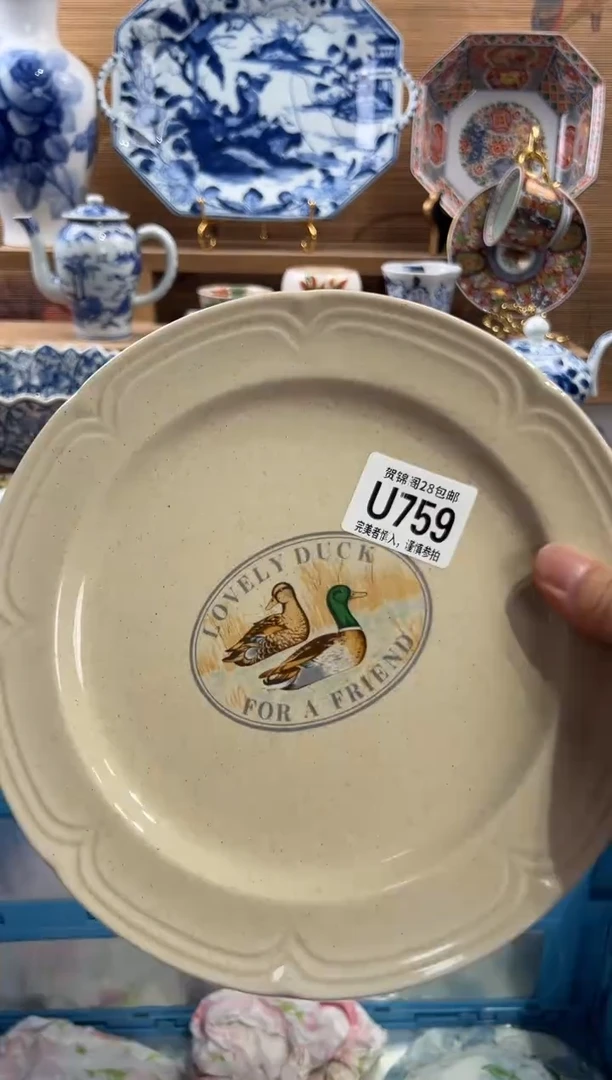 贺锦阁28包邮
U759
完美者慎入，谨慎参拍
LOVELY DUCK
FOR A FRIEND